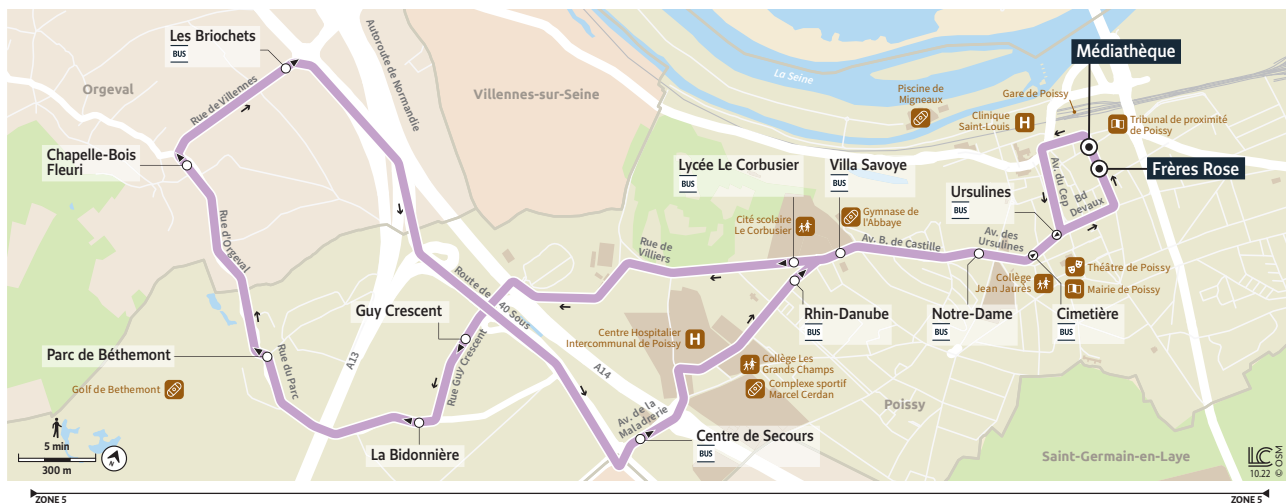 Les Briochets
BUS
Orgeval
Rue de Villennes
Autoroute de Normandie
Villennes-sur-Seine
La Seine
Piscine de
Migneaux
Gare de Poissy
Clinique
Saint-Louis
H
Médiathèque
Tribunal de proximité
de Poissy
Frères Rose
Chapelle-Bois
Fleuri
Lycée Le Corbusier
BUS
Villa Savoye
BUS
Ursulines
BUS
Av. du Cep
Bd
Devaux
Cité scolaire
Le Corbusier
Gymnase de
l'Abbaye
Rue de
Villiers
Av. B. de Castille
Av. des
Ursulines
Théâtre de Poissy
Collège
Jean Jaurès
Mairie de Poissy
Rue d'Orgeval
Route de
40 Sous
Guy Crescent
Rue Guy Crescent
Rhin-Danube
BUS
Notre-Dame
BUS
Cimetière
BUS
Centre Hospitalier
Intercommunal de Poissy
H
Parc de Béthemont
Rue du Parc
A13
A14
Collège Les
Grands Champs
Complexe sportif
Marcel Cerdan
Golf de Bethemont
Av. de la
Maladrerie
Poissy
5 min
300 m
N
La Bidonnière
Centre de Secours
BUS
Saint-Germain-en-Laye
LC
10.22
© OSM
ZONE 5
ZONE 5